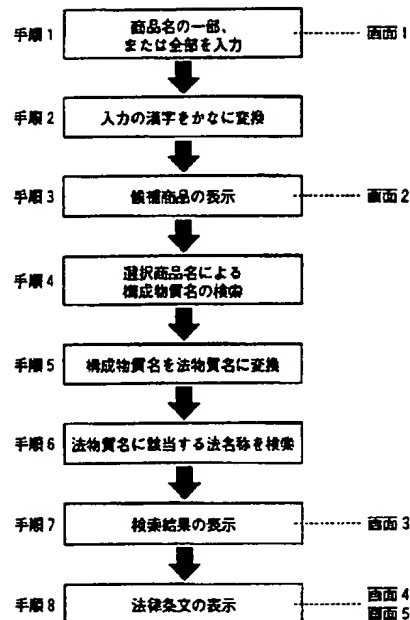 手順1 商品名の一部、
または全部を入力 画面1
手順2 入力の漢字をかなに変換
手順3 候補商品の表示 画面2
手順4 選択商品名による
構成物質名の検索
手順5 構成物質名を法物質名に変換
手順6 法物質名に該当する法名称を検索
手順7 検索結果の表示 画面3
手順8 法律条文の表示 画面4
画面5